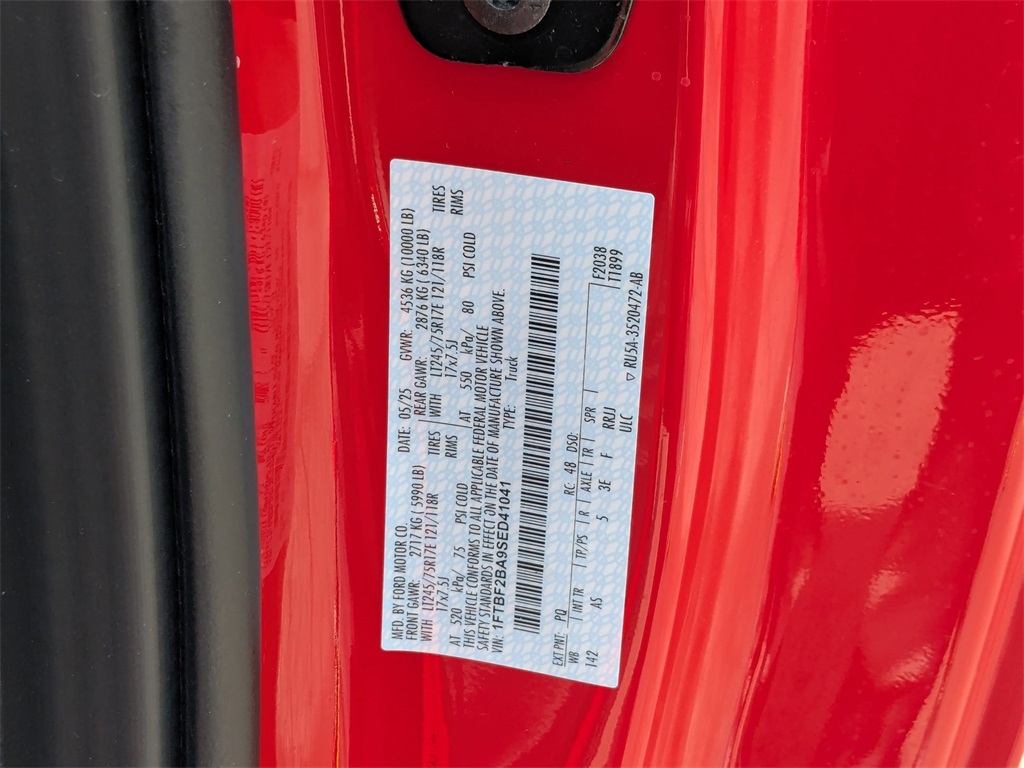 MFD. BY FORD MOTOR CO.
DATE: 05/25 GVWR: 4536 KG (10000 LB)
FRONT GAWR: 2717 KG ( 5990 LB)
REAR GAWR: 2876 KG ( 6340 LB)
WITH LT245/75R17E 121/118R TIRES
WITH LT245/75R17E 121/118R TIRES
17x7.5J RIMS
17x7.5J RIMS
AT 520 kPa/ 75 PSI COLD
AT 550 kPa/ 80 PSI COLD
THIS VEHICLE CONFORMS TO ALL APPLICABLE FEDERAL MOTOR VEHICLE
SAFETY STANDARDS IN EFFECT ON THE DATE OF MANUFACTURE SHOWN ABOVE.
VIN: 1FTBF2BA9SED41041
TYPE: Truck
EXT PNT: PQ RC: 48 DSO: F2038
WB INT TR TP/PS R AXLE TR SPR T1899
142 AS 5 3E F RPJJ
ULC ▽ RU5A-3520472-AB